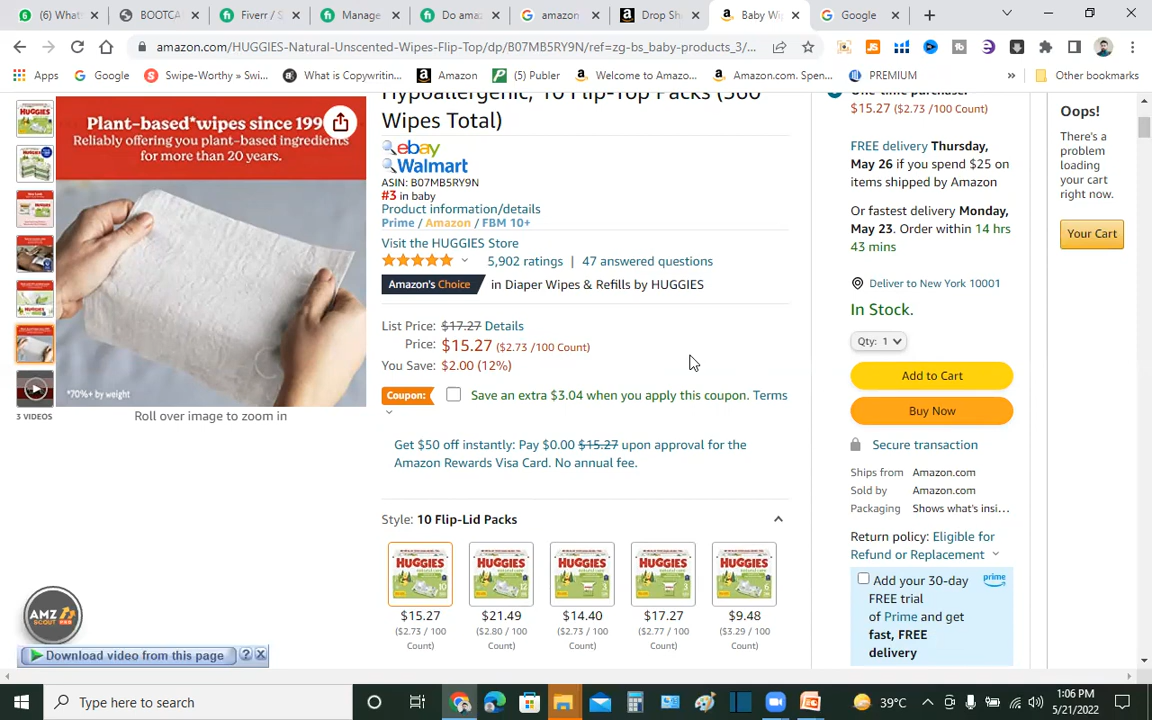 (6) What
BOOTCA
Fiverr / S
Manage
Do ama
amazon
Drop Sh
Baby Wi
Google
amazon.com/HUGGIES-Natural-Unscented-Wipes-Flip-Top/dp/B07MB5RY9N/ref=zg-bs_baby-products_3/...
Apps
Google
Swipe-Worthy » Swi...
What is Copywritin...
Amazon
(5) Publer
Welcome to Amazo...
Amazon.com. Spen...
PREMIUM
»
Other bookmarks
HUGGIES
Plant-based*wipes since 199
Reliably offering you plant-based ingredients
for more than 20 years.
*70%+ by weight
3 VIDEOS
Roll over image to zoom in
Hypoallergenic, 10 Flip-Top Packs (560
Wipes Total)
ebay
Walmart
ASIN: B07MB5RY9N
#3 in baby
Product information/details
Prime / Amazon / FBM 10+
Visit the HUGGIES Store
5,902 ratings | 47 answered questions
Amazon's Choice in Diaper Wipes & Refills by HUGGIES
List Price: $17.27 Details
Price: $15.27 ($2.73 /100 Count)
You Save: $2.00 (12%)
Coupon: Save an extra $3.04 when you apply this coupon. Terms
Get $50 off instantly: Pay $0.00 $15.27 upon approval for the
Amazon Rewards Visa Card. No annual fee.
Style: 10 Flip-Lid Packs
HUGGIES HUGGIES HUGGIES HUGGIES HUGGIES
$15.27 $21.49 $14.40 $17.27 $9.48
($2.73 / 100 ($2.80 / 100 ($2.73 / 100 ($2.77 / 100 ($3.29 / 100
Count) Count) Count) Count) Count)
One-time purchase:
$15.27 ($2.73 /100 Count)
FREE delivery Thursday,
May 26 if you spend $25 on
items shipped by Amazon
Or fastest delivery Monday,
May 23. Order within 14 hrs
43 mins
Deliver to New York 10001
In Stock.
Qty: 1
Add to Cart
Buy Now
Secure transaction
Ships from Amazon.com
Sold by Amazon.com
Packaging Shows what's insi...
Return policy: Eligible for
Refund or Replacement
Add your 30-day
FREE trial
of Prime and get
fast, FREE
delivery
prime
Oops!
There's a
problem
loading
your cart
right now.
Your Cart
AMZ
SCOUT PRO
Download video from this page
? X
Type here to search
39°C
1:06 PM
5/21/2022